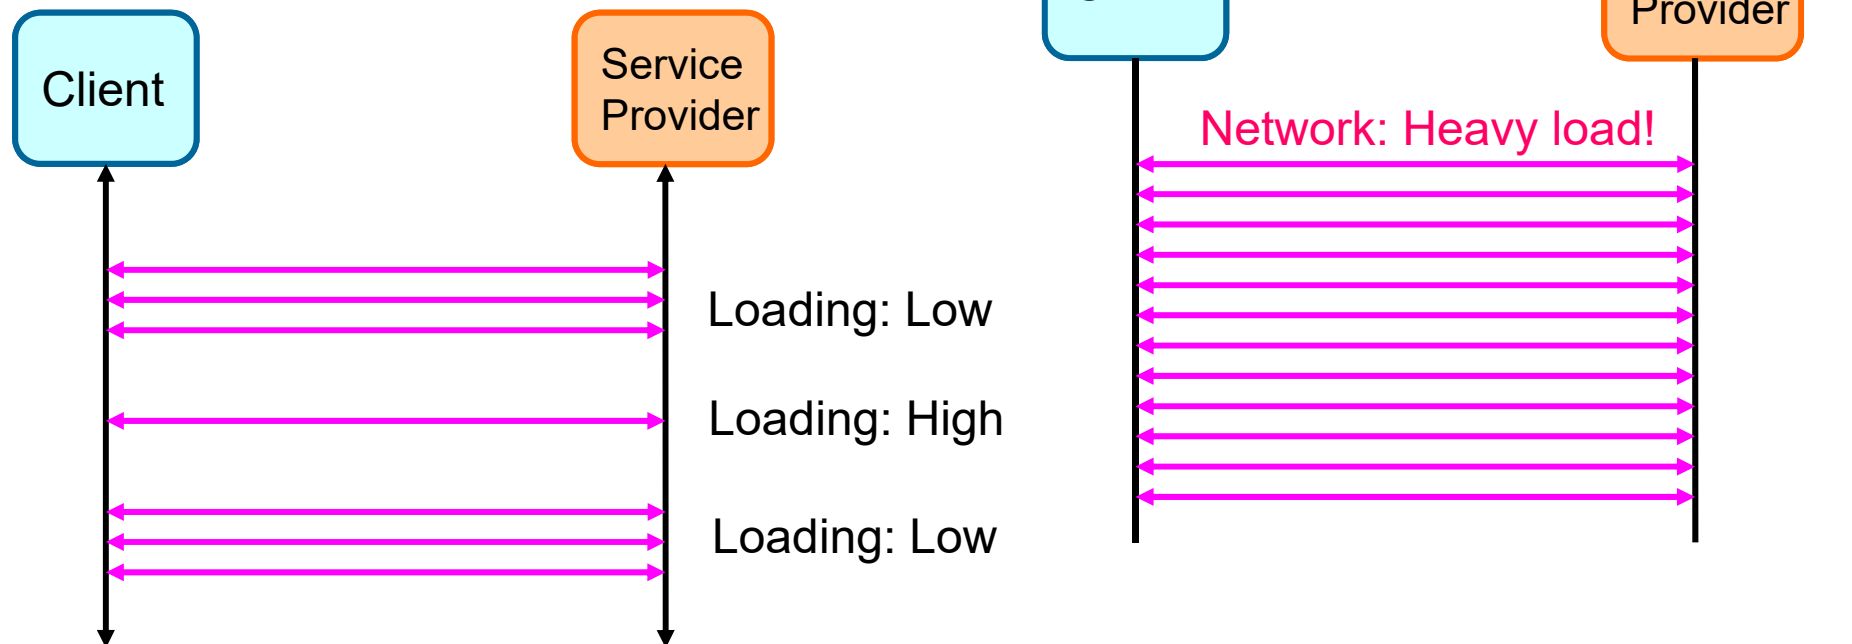 Client
Service
Provider
Loading: Low
Loading: High
Loading: Low
Provider
Network: Heavy load!